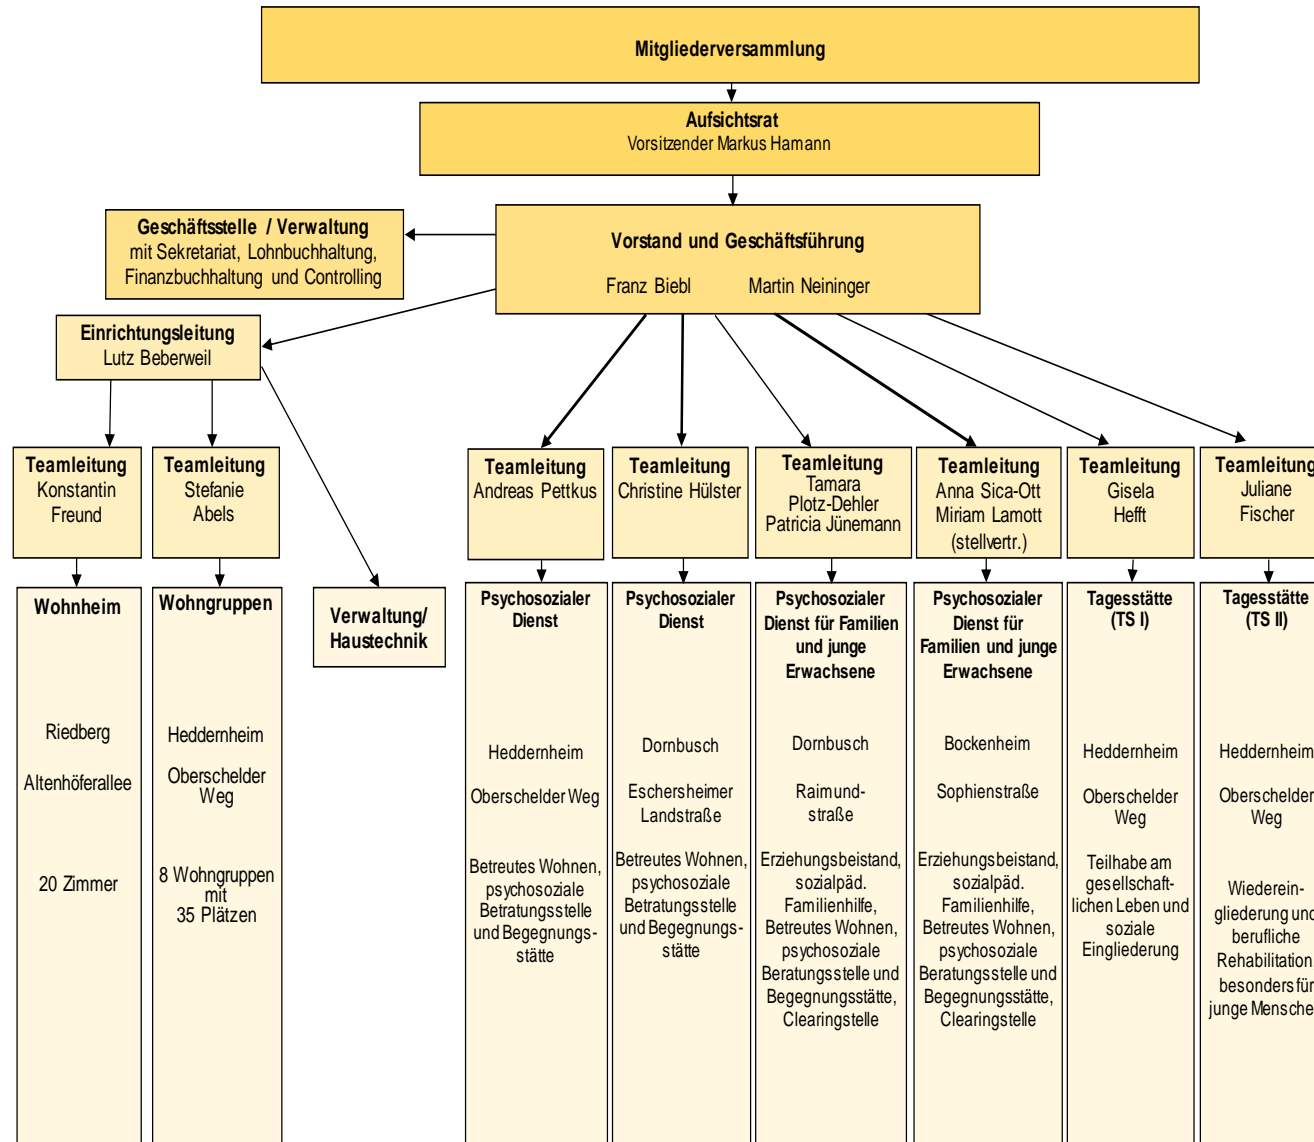 Mitgliederversammlung
Aufsichtsrat
Vorsitzender Markus Hamann
Vorstand und Geschäftsführung
Franz Biebl Martin Neininger
Geschäftsstelle / Verwaltung
mit Sekretariat, Lohnbuchhaltung,
Finanzbuchhaltung und Controlling
Einrichtungsleitung
Lutz Beberweil
Teamleitung
Konstantin
Freund
Teamleitung
Stefanie
Abels
Teamleitung
Andreas Pettkus
Teamleitung
Christine Hülster
Teamleitung
Tamara
Plotz-Dehler
Patricia Jünemann
Teamleitung
Anna Sica-Ott
Miriam Lamott
(stellvertr.)
Teamleitung
Gisela
Hefft
Teamleitung
Juliane
Fischer
Wohnheim
Riedberg
Altenhöferallee
20 Zimmer
Wohngruppen
Heddernheim
Oberschelder
Weg
8 Wohngruppen
mit
35 Plätzen
Verwaltung/
Haustechnik
Psychosozialer
Dienst
Heddernheim
Oberschelder Weg
Betreutes Wohnen,
psychosoziale
Betratungsstelle
und Begegnungs-
stätte
Psychosozialer
Dienst
Dornbusch
Eschersheimer
Landstraße
Betreutes Wohnen,
psychosoziale
Betratungsstelle
und Begegnungs-
stätte
Psychosozialer
Dienst für Familien
und junge
Erwachsene
Dornbusch
Raimund-
straße
Erziehungsbeistand,
sozialpäd.
Familienhilfe,
Betreutes Wohnen,
psychosoziale
Beratungsstelle und
Begegnungsstätte,
Clearingstelle
Psychosozialer
Dienst für
Familien und junge
Erwachsene
Bockenheim
Sophienstraße
Erziehungsbeistand,
sozialpäd.
Familienhilfe,
Betreutes Wohnen,
psychosoziale
Beratungsstelle und
Begegnungsstätte,
Clearingstelle
Tagesstätte
(TS I)
Heddernheim
Oberschelder
Weg
Teilhabe am
gesellschaft-
lichen Leben und
soziale
Eingliederung
Tagesstätte
(TS II)
Heddernheim
Oberschelder
Weg
Wiederein-
gliederung und
berufliche
Rehabilitation,
besonders für
junge Mensche